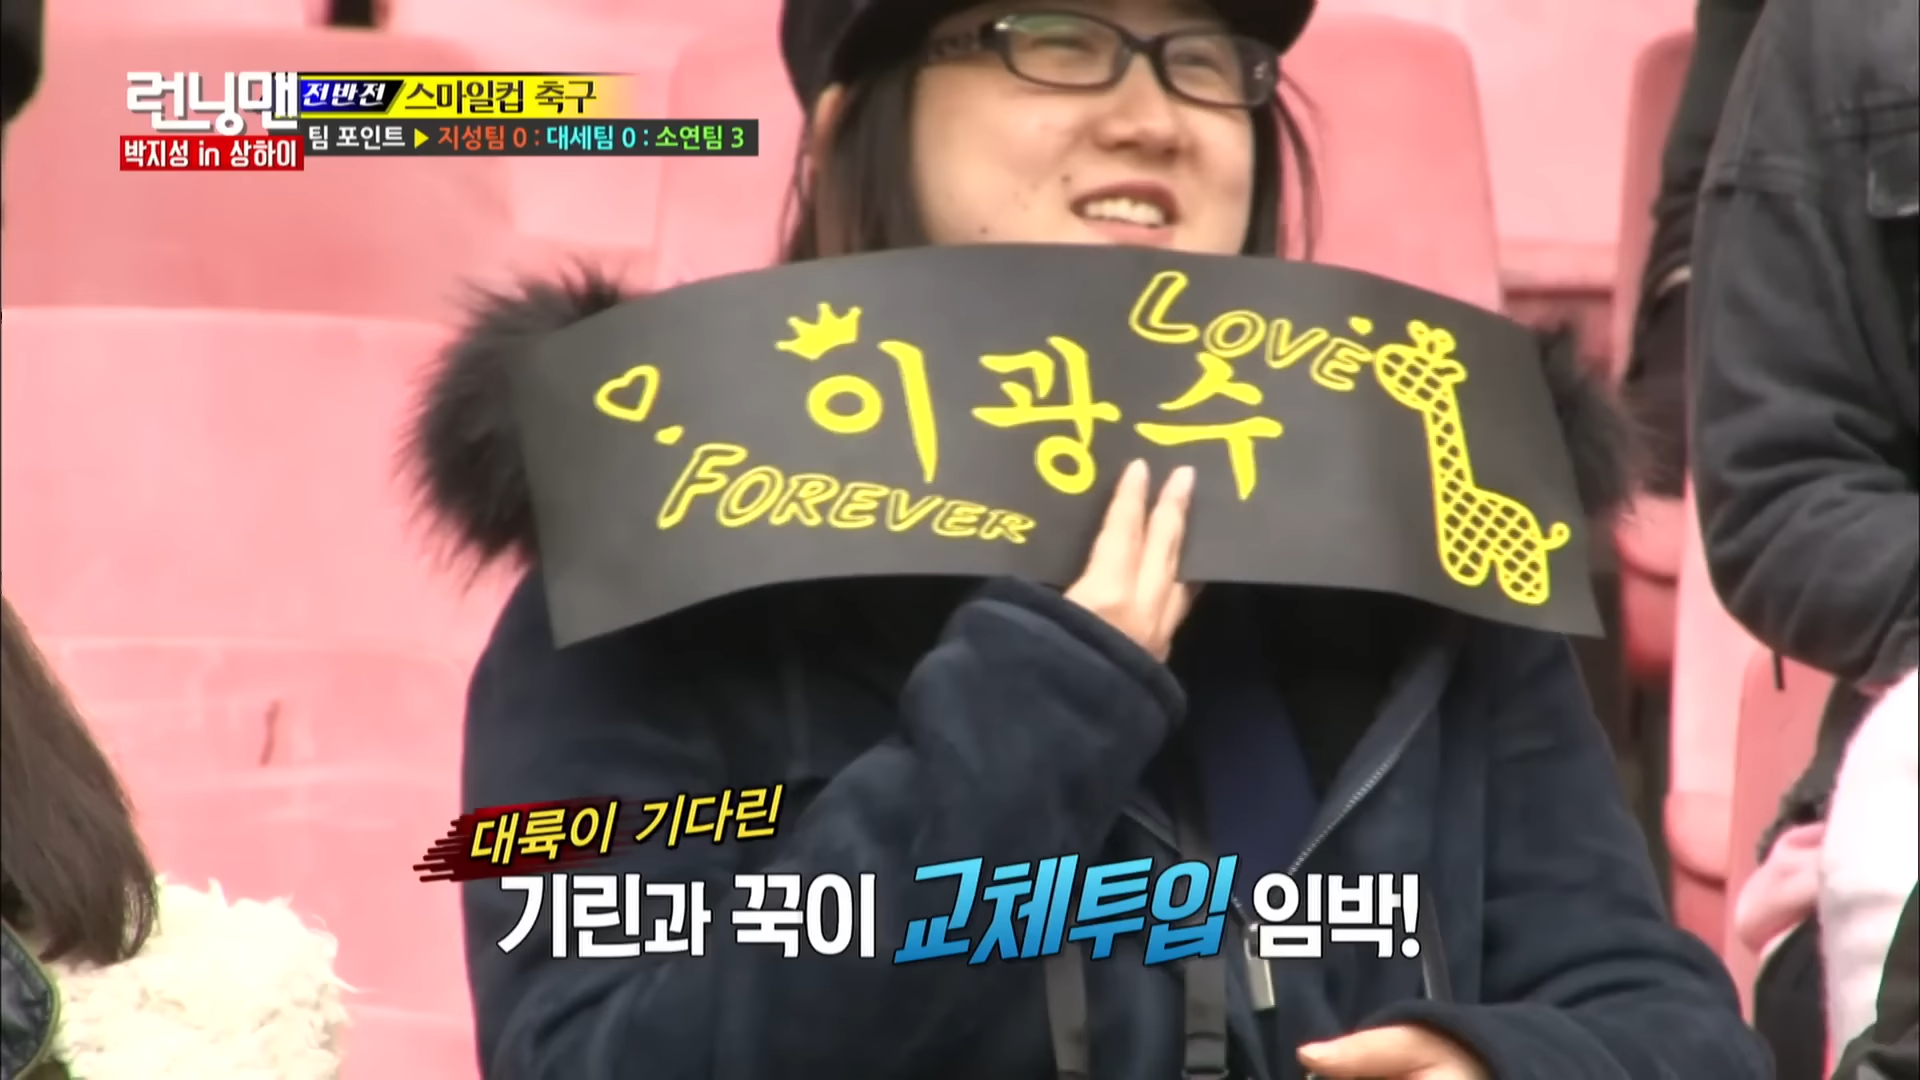 런닝맨
박지성 in 상하이
전반전 스마일컵 축구
팀 포인트 ▶ 지성팀 0 : 대세팀 0 : 소연팀 3
LOVE
이광수
FOREVER
대륙이 기다린
기린과 꾹이 교체투입 임박!